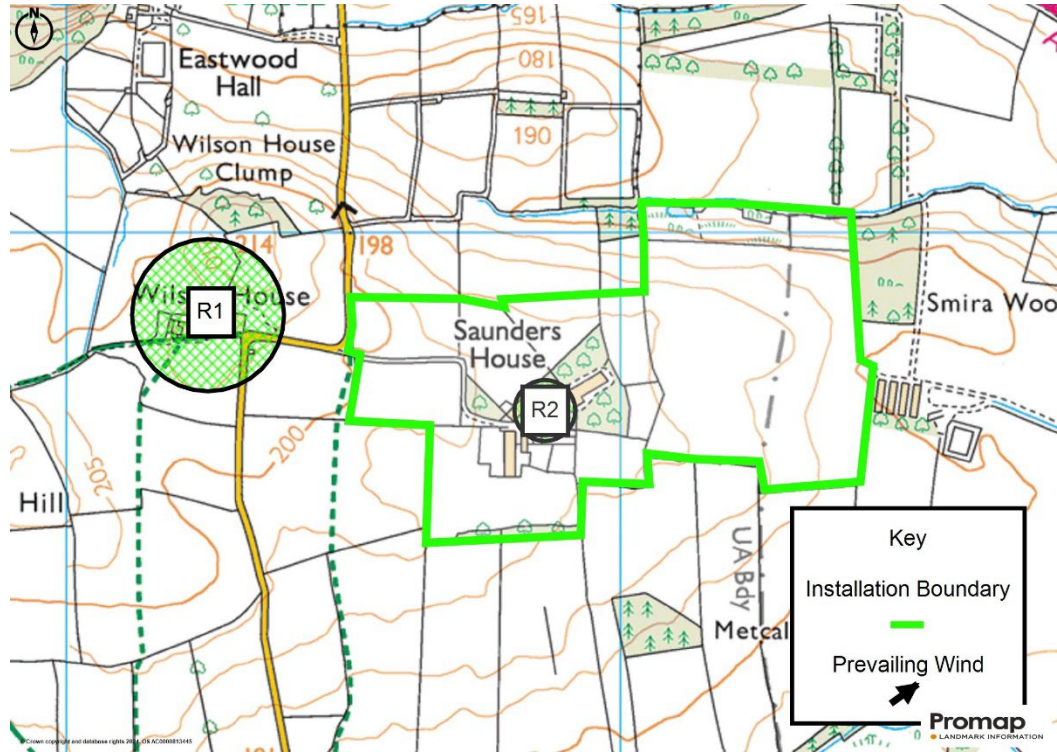 N
Eastwood
Hall
165
180
190
Wilson House
Clump
214
198
R1
Saunders
House
R2
Smira Woo
200
205
Hill
UA Bdy
Metcal
Key
Installation Boundary
Prevailing Wind
Promap
LANDMARK INFORMATION